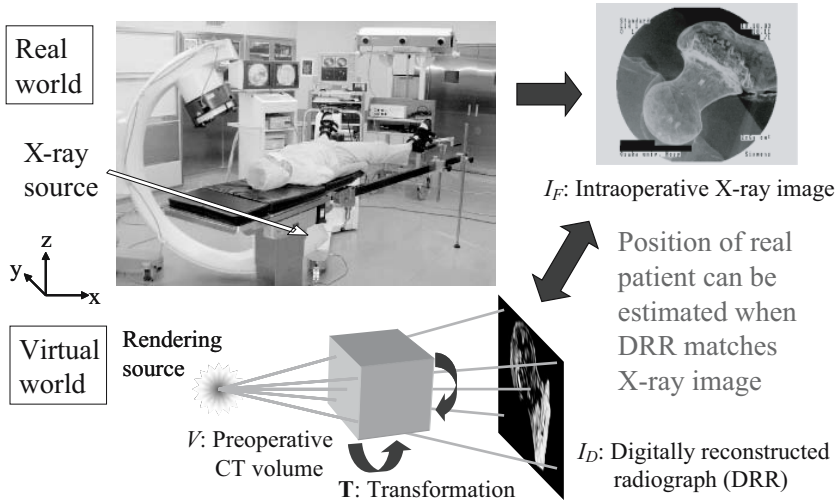 Real
world
X-ray
source
z
y
x
I_F: Intraoperative X-ray image
Position of real
patient can be
estimated when
DRR matches
X-ray image
Virtual
world
Rendering
source
V: Preoperative
CT volume
T: Transformation
I_D: Digitally reconstructed
radiograph (DRR)